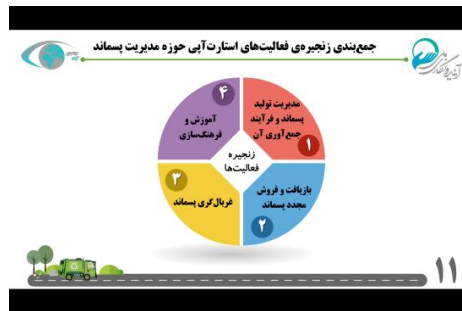 جمع‌بندی زنجیره‌ی فعالیت‌های استارت‌آپی حوزه مدیریت پسماند
۴
آموزش و
فرهنگ‌سازی
مدیریت تولید
پسماند و فرآیند
جمع‌آوری آن
۱
زنجیره
فعالیت‌ها
۳
غربال‌گری پسماند
بازیافت و فروش
مجدد پسماند
۲
۱۱